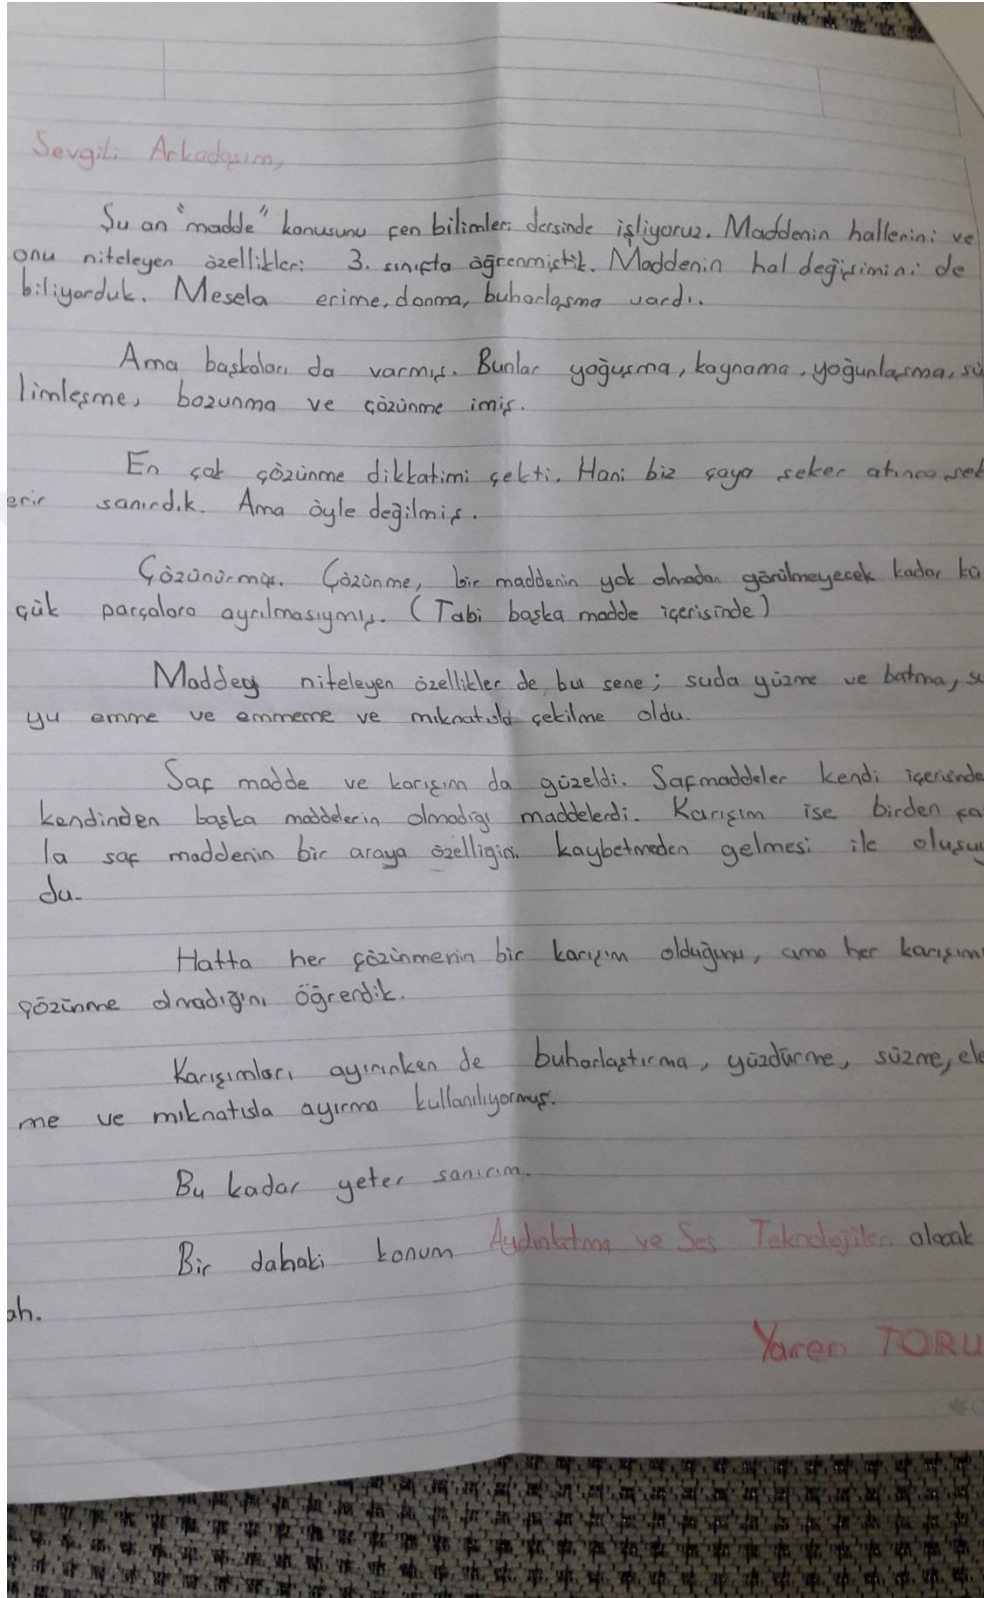 Sevgili Arkadaşım,
Şu an "madde" konusunu fen bilimleri dersinde işliyoruz. Maddenin hallerini ve
onu niteleyen özellikleri 3. sınıfta öğrenmiştik. Maddenin hal değişimini de
biliyorduk. Mesela erime, donma, buharlaşma vardı.
Ama başkaları da varmış. Bunlar yoğuşma, kaynama, yoğunlaşma, sü
limleşme, bozunma ve çözünme imiş.
En çok çözünme dikkatimi çekti. Hani biz çaya şeker atınca şek
erir sanırdık. Ama öyle değilmiş.
Çözünürmüş. Çözünme, bir maddenin yok olmadan görülmeyecek kadar kü
çük parçalara ayrılmasıymış. (Tabi başka madde içerisinde)
Maddey niteleyen özellikler de bu sene; suda yüzme ve batma, su
yu emme ve emmeme ve mıknatısla çekilme oldu.
Saf madde ve karışım da güzeldi. Saf maddeler kendi içerisinde
kendinden başka maddelerin olmadığı maddelerdi. Karışım ise birden fa
la saf maddenin bir araya özelliğini kaybetmeden gelmesi ile oluşuy
du.
Hatta her çözünmenin bir karışım olduğunu, ama her karışım
çözünme olmadığını öğrendik.
Karışımları ayırırken de buharlaştırma, yüzdürme, süzme, ele
me ve mıknatısla ayırma kullanılıyormuş.
Bu kadar yeter sanırım.
Bir dahaki konum Aydınlatma ve Ses Teknolojileri olacak
ah.
Yaren TORU